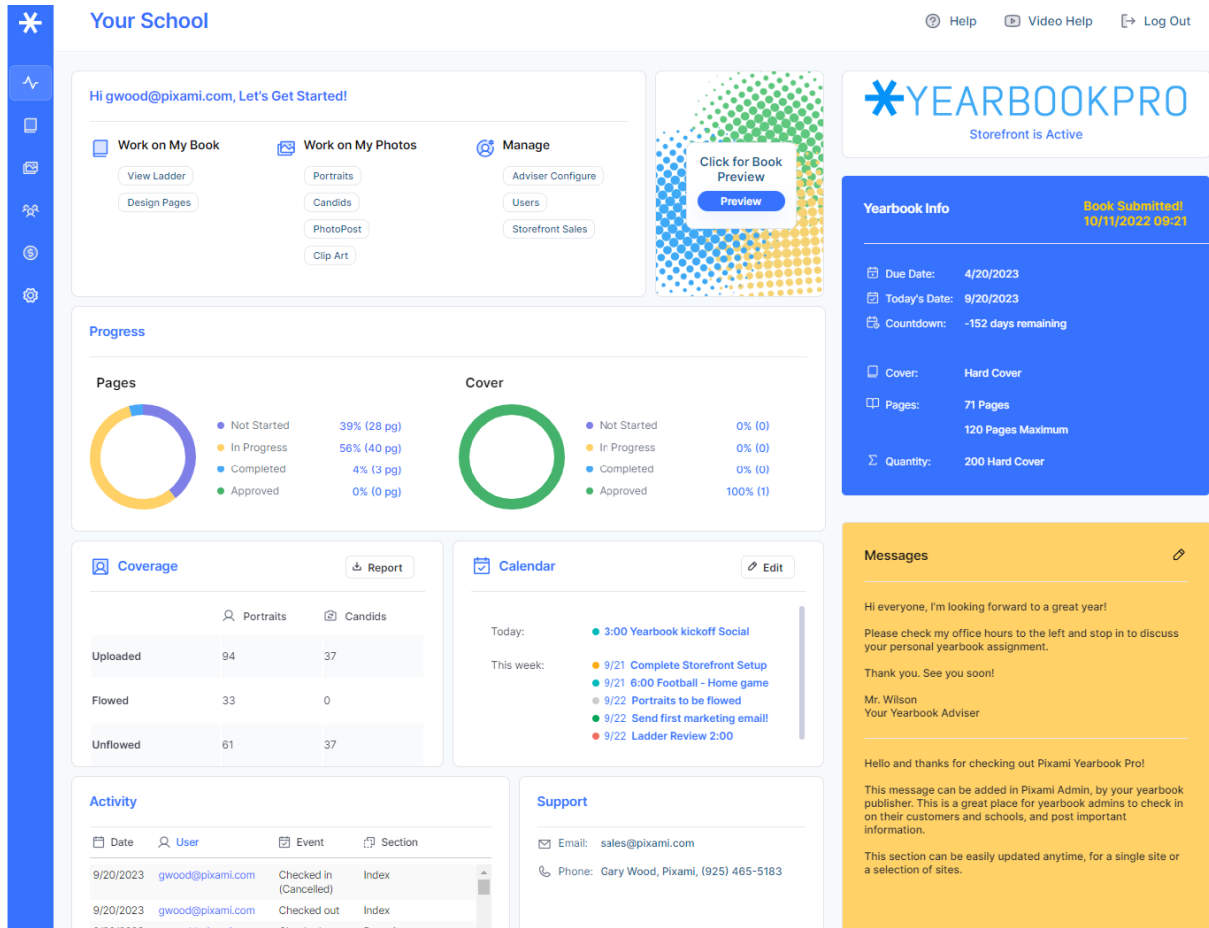 Your School
Help
Video Help
Log Out
Hi gwood@pixami.com, Let's Get Started!
Work on My Book
View Ladder
Design Pages
Work on My Photos
Portraits
Candids
PhotoPost
Clip Art
Manage
Adviser Configure
Users
Storefront Sales
Click for Book
Preview
Preview
YEARBOOKPRO
Storefront is Active
Yearbook Info
Book Submitted!
10/11/2022 09:21
Due Date: 4/20/2023
Today's Date: 9/20/2023
Countdown: -152 days remaining
Cover: Hard Cover
Pages: 71 Pages
120 Pages Maximum
Quantity: 200 Hard Cover
Progress
Pages
Not Started 39% (28 pg)
In Progress 56% (40 pg)
Completed 4% (3 pg)
Approved 0% (0 pg)
Cover
Not Started 0% (0)
In Progress 0% (0)
Completed 0% (0)
Approved 100% (1)
Coverage
Report
Portraits Candids
Uploaded 94 37
Flowed 33 0
Unflowed 61 37
Calendar
Edit
Today: 3:00 Yearbook kickoff Social
This week: 9/21 Complete Storefront Setup
9/21 6:00 Football - Home game
9/22 Portraits to be flowed
9/22 Send first marketing email!
9/22 Ladder Review 2:00
Messages
Hi everyone, I'm looking forward to a great year!
Please check my office hours to the left and stop in to discuss
your personal yearbook assignment.
Thank you. See you soon!
Mr. Wilson
Your Yearbook Adviser
Hello and thanks for checking out Pixami Yearbook Pro!
This message can be added in Pixami Admin, by your yearbook
publisher. This is a great place for yearbook admins to check in
on their customers and schools, and post important
information.
This section can be easily updated anytime, for a single site or
a selection of sites.
Activity
Date User Event Section
9/20/2023 gwood@pixami.com Checked in Index
(Cancelled)
9/20/2023 gwood@pixami.com Checked out Index
Support
Email: sales@pixami.com
Phone: Gary Wood, Pixami, (925) 465-5183